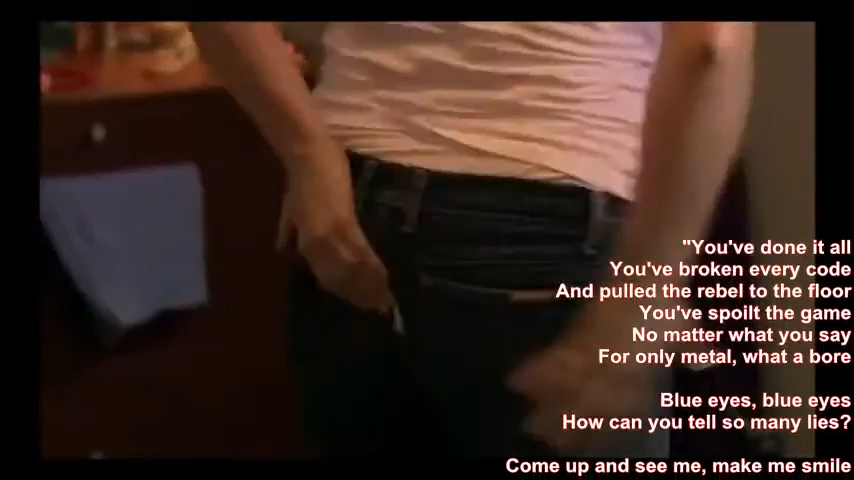 "You've done it all
You've broken every code
And pulled the rebel to the floor
You've spoilt the game
No matter what you say
For only metal, what a bore
Blue eyes, blue eyes
How can you tell so many lies?
Come up and see me, make me smile